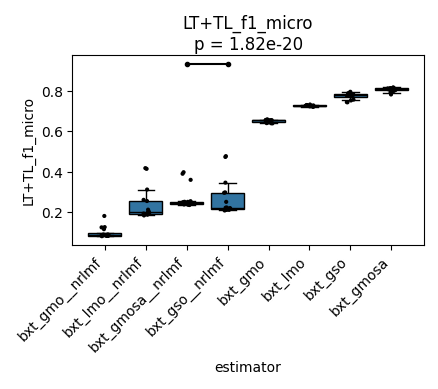 LT+TL_f1_micro
p = 1.82e-20
LT+TL_f1_micro
0.8
0.6
0.4
0.2
bxt_gmo__nrlmf
bxt_lmo__nrlmf
bxt_gmosa__nrlmf
bxt_gso__nrlmf
bxt_gmo
bxt_lmo
bxt_gso
bxt_gmosa
estimator